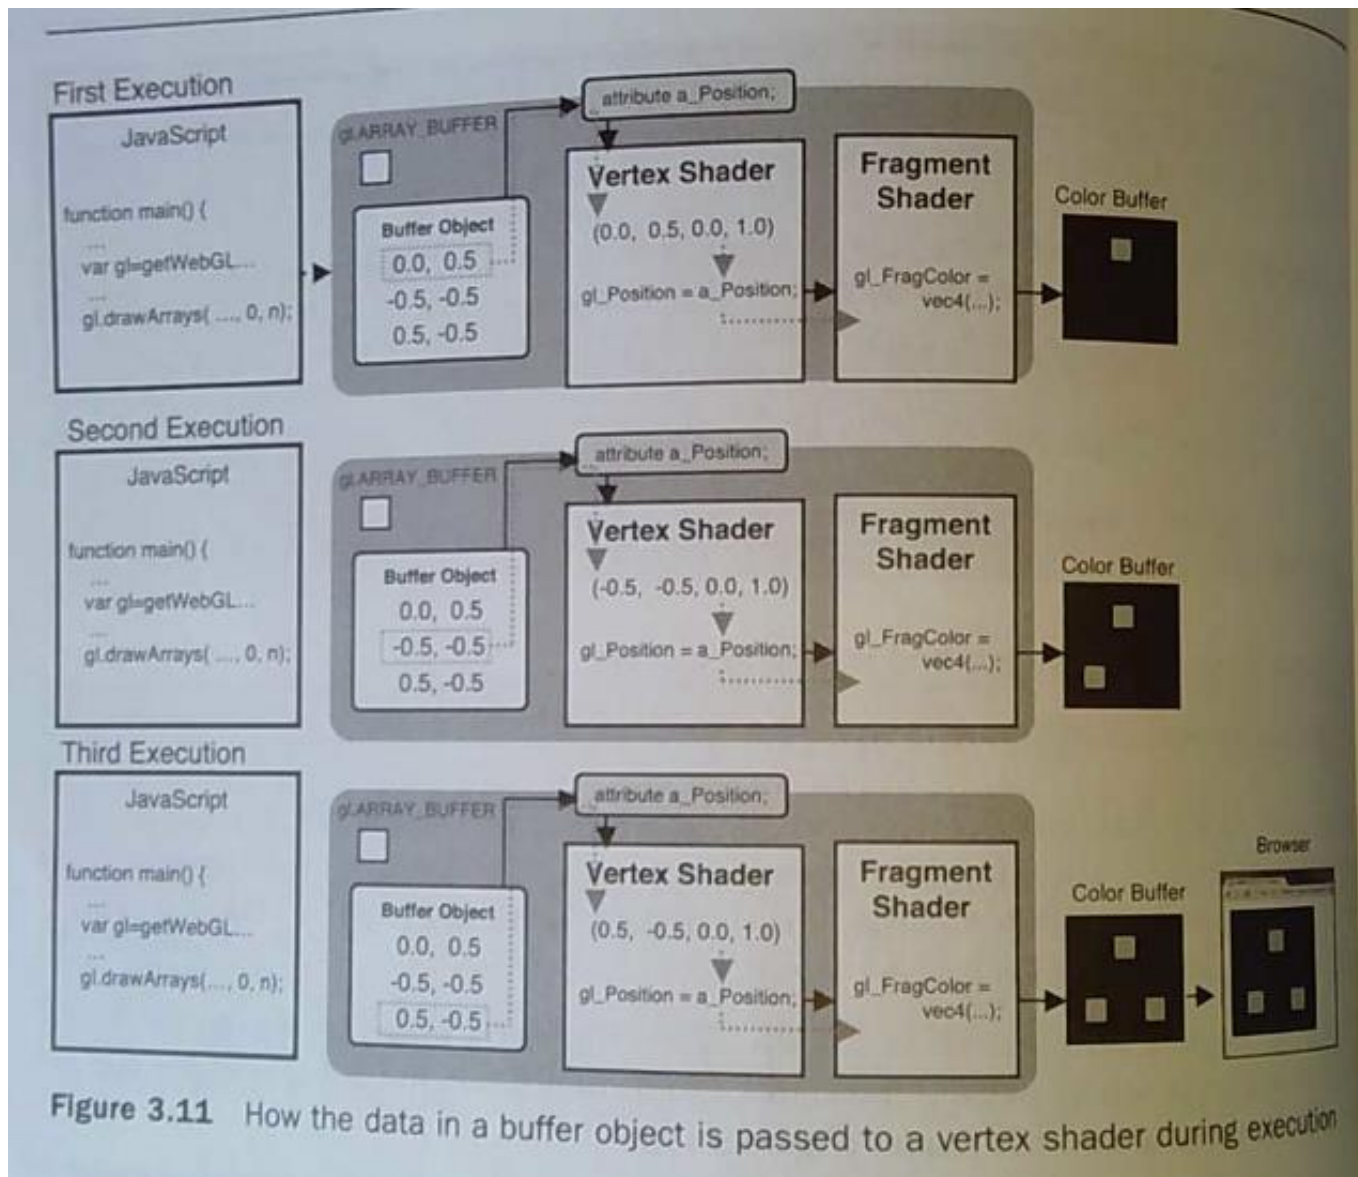 First Execution
JavaScript
function main() {
...
var gl=getWebGL...
...
gl.drawArrays( ...., 0, n);
gl.ARRAY_BUFFER
Buffer Object
0.0, 0.5
-0.5, -0.5
0.5, -0.5
attribute a_Position;
Vertex Shader
(0.0, 0.5, 0.0, 1.0)
gl_Position = a_Position;
Fragment
Shader
gl_FragColor =
vec4(...);
Color Buffer
Second Execution
JavaScript
function main() {
...
var gl=getWebGL...
...
gl.drawArrays( ...., 0, n);
gl.ARRAY_BUFFER
Buffer Object
0.0, 0.5
-0.5, -0.5
0.5, -0.5
attribute a_Position;
Vertex Shader
(-0.5, -0.5, 0.0, 1.0)
gl_Position = a_Position;
Fragment
Shader
gl_FragColor =
vec4(...);
Color Buffer
Third Execution
JavaScript
function main() {
...
var gl=getWebGL...
...
gl.drawArrays(...., 0, n);
gl.ARRAY_BUFFER
Buffer Object
0.0, 0.5
-0.5, -0.5
0.5, -0.5
attribute a_Position;
Vertex Shader
(0.5, -0.5, 0.0, 1.0)
gl_Position = a_Position;
Fragment
Shader
gl_FragColor =
vec4(...);
Color Buffer
Browser
Figure 3.11 How the data in a buffer object is passed to a vertex shader during execution